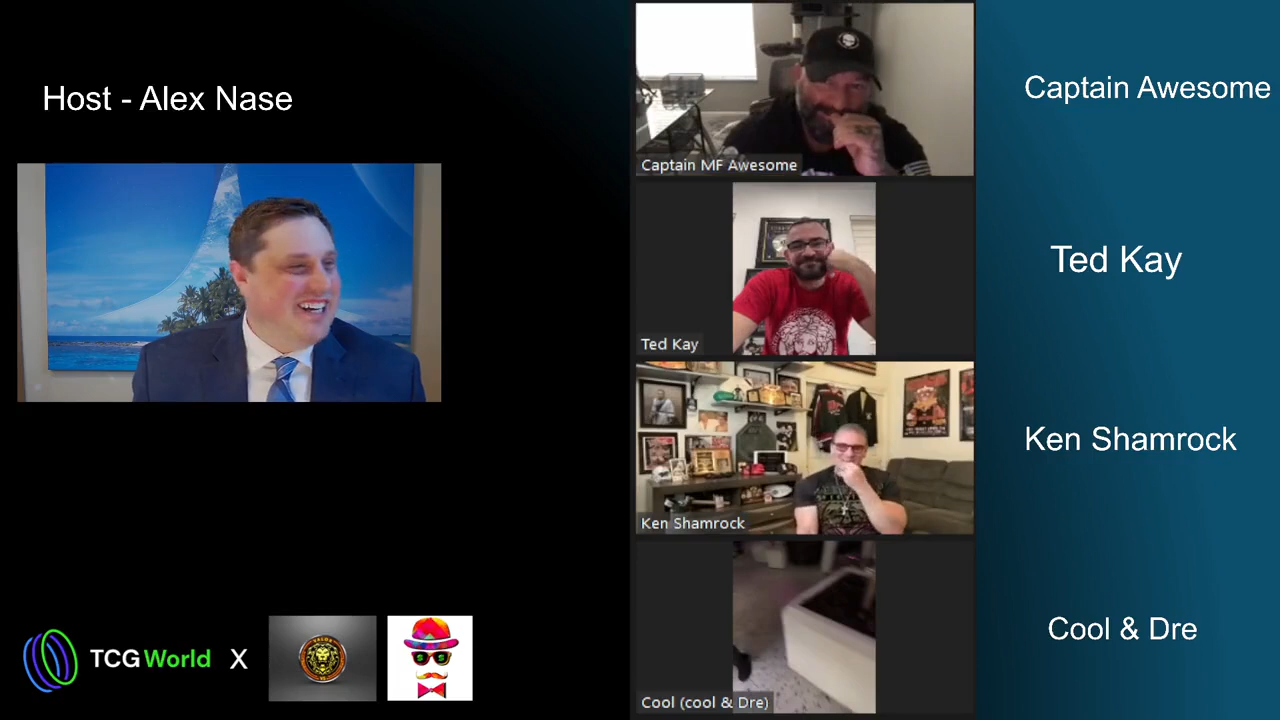 Host - Alex Nase
Captain MF Awesome
Captain Awesome
Ted Kay
Ted Kay
Ken Shamrock
Ken Shamrock
Cool (cool & Dre)
Cool & Dre
TCG World X